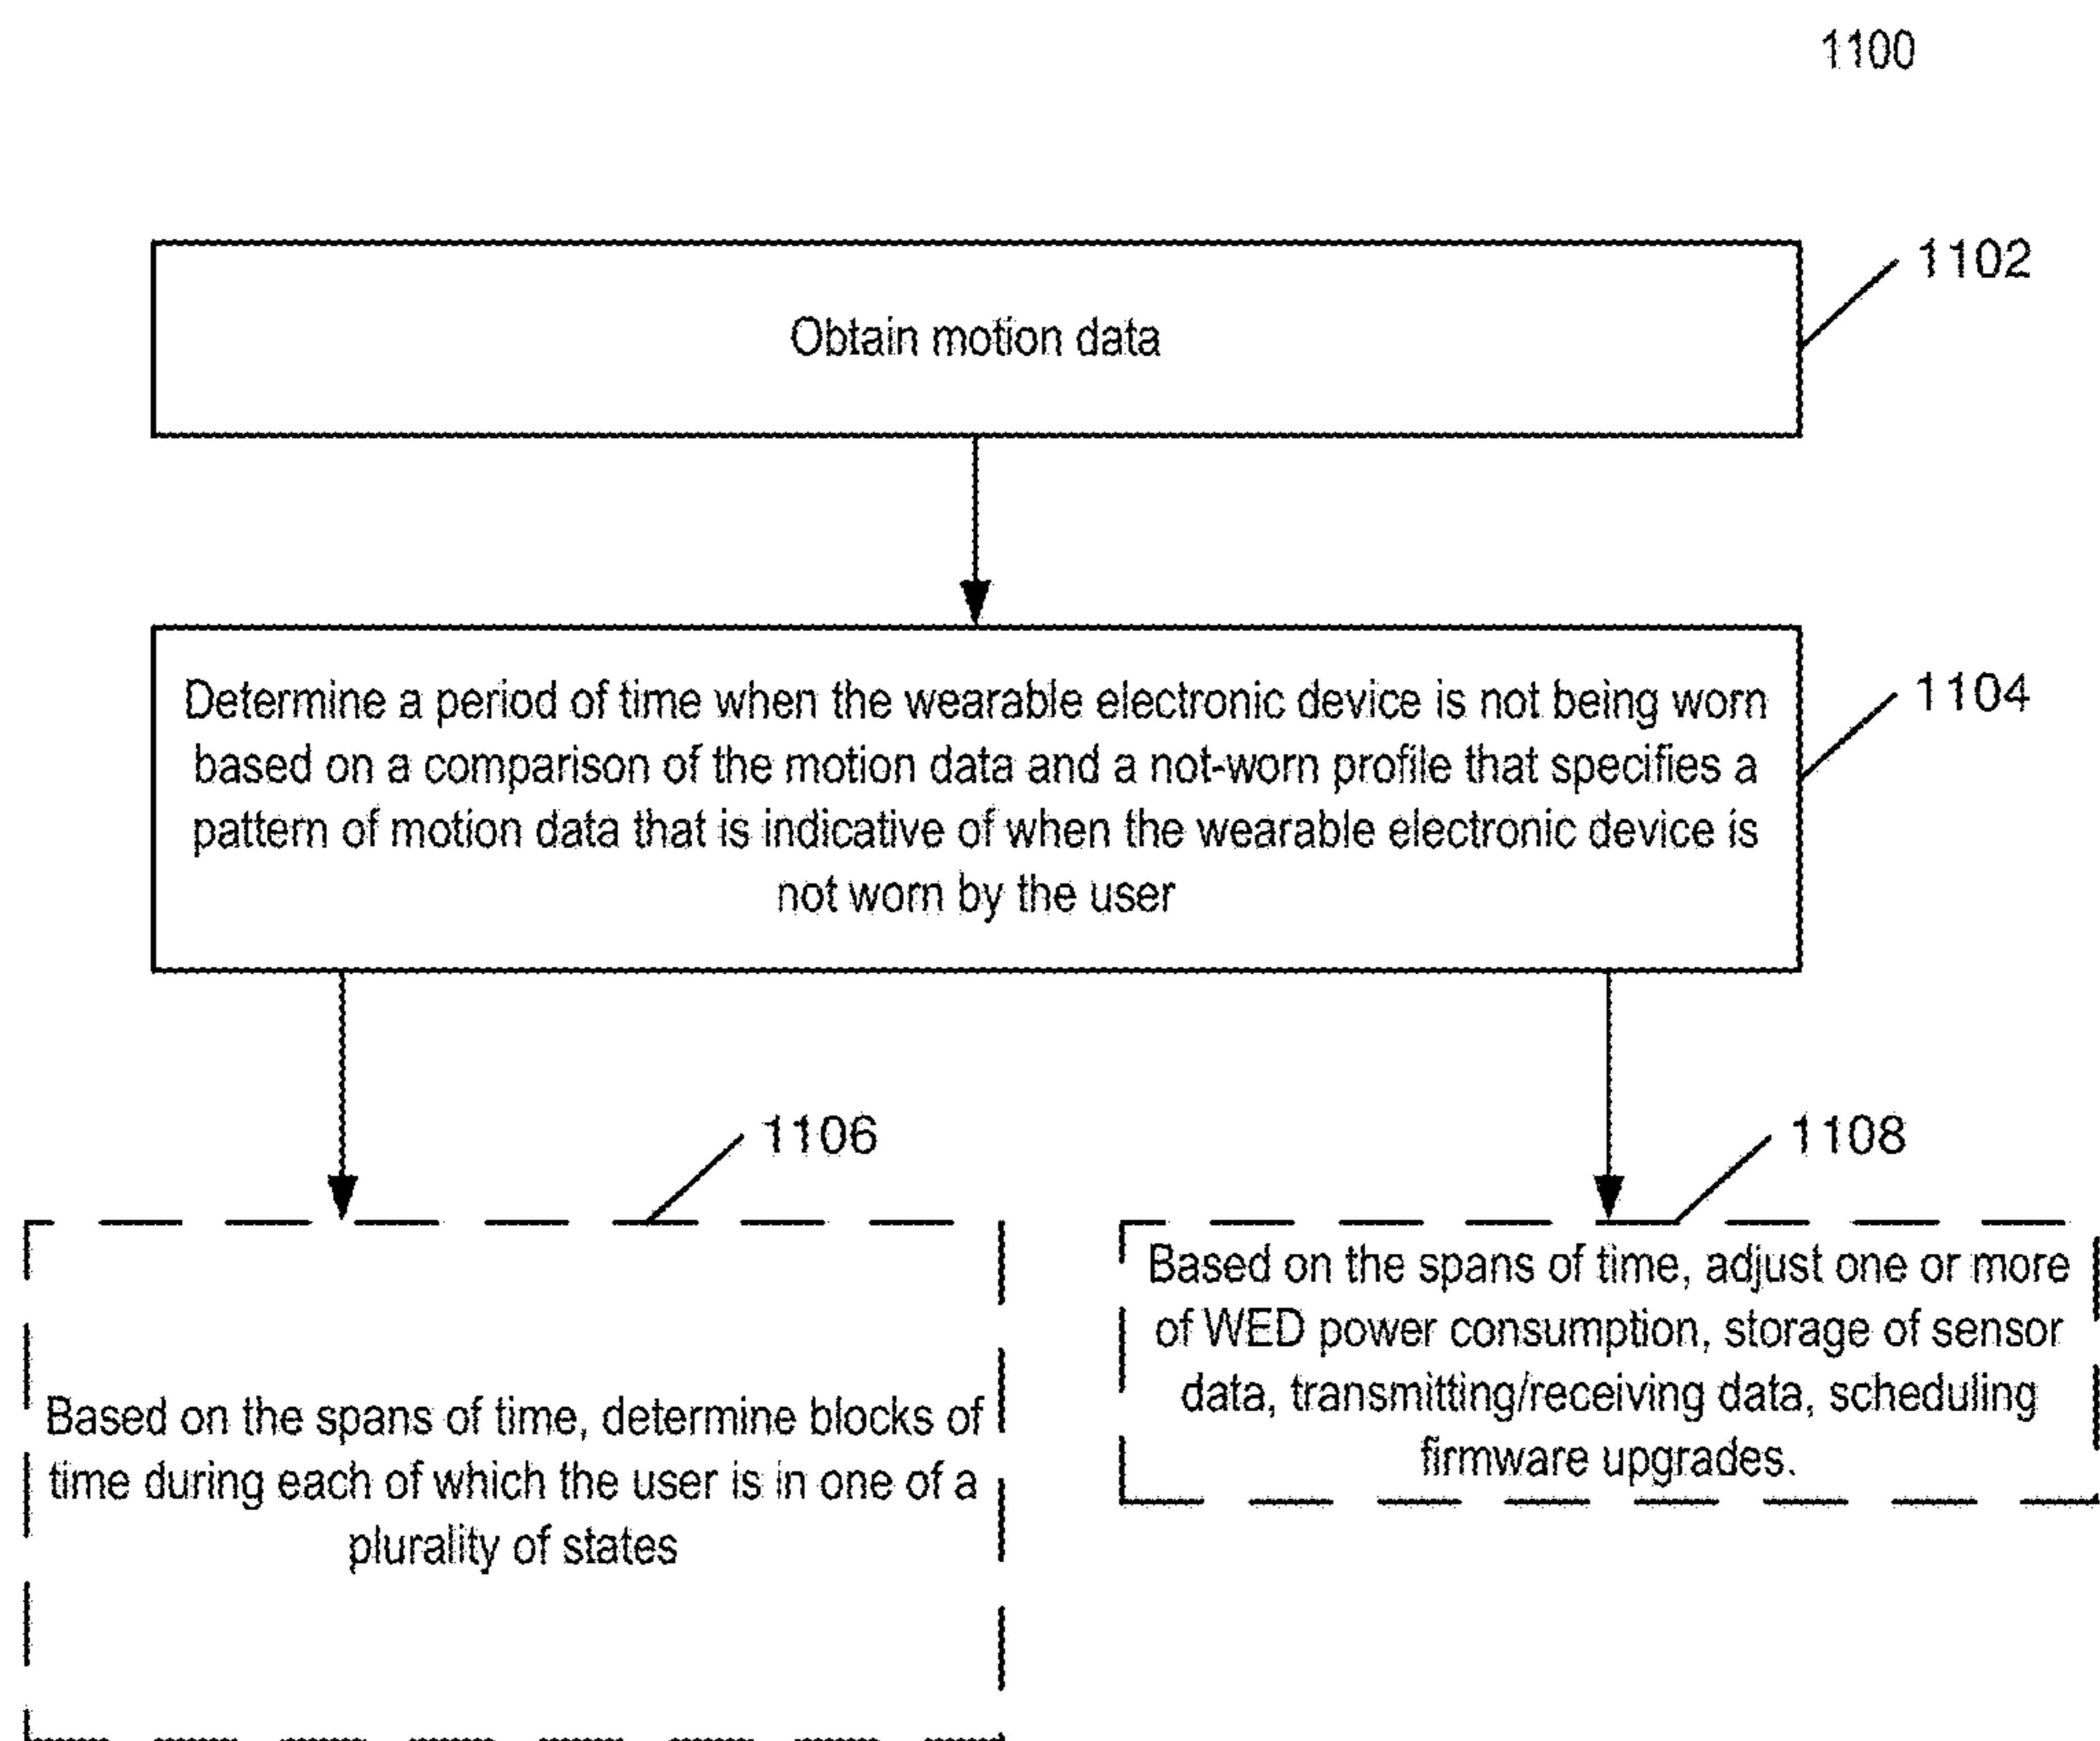 1100
1102
Obtain motion data
1104
Determine a period of time when the wearable electronic device is not being worn
based on a comparison of the motion data and a not-worn profile that specifies a
pattern of motion data that is indicative of when the wearable electronic device is
not worn by the user
1106
Based on the spans of time, determine blocks of
time during each of which the user is in one of a
plurality of states
1108
Based on the spans of time, adjust one or more
of WED power consumption, storage of sensor
data, transmitting/receiving data, scheduling
firmware upgrades.